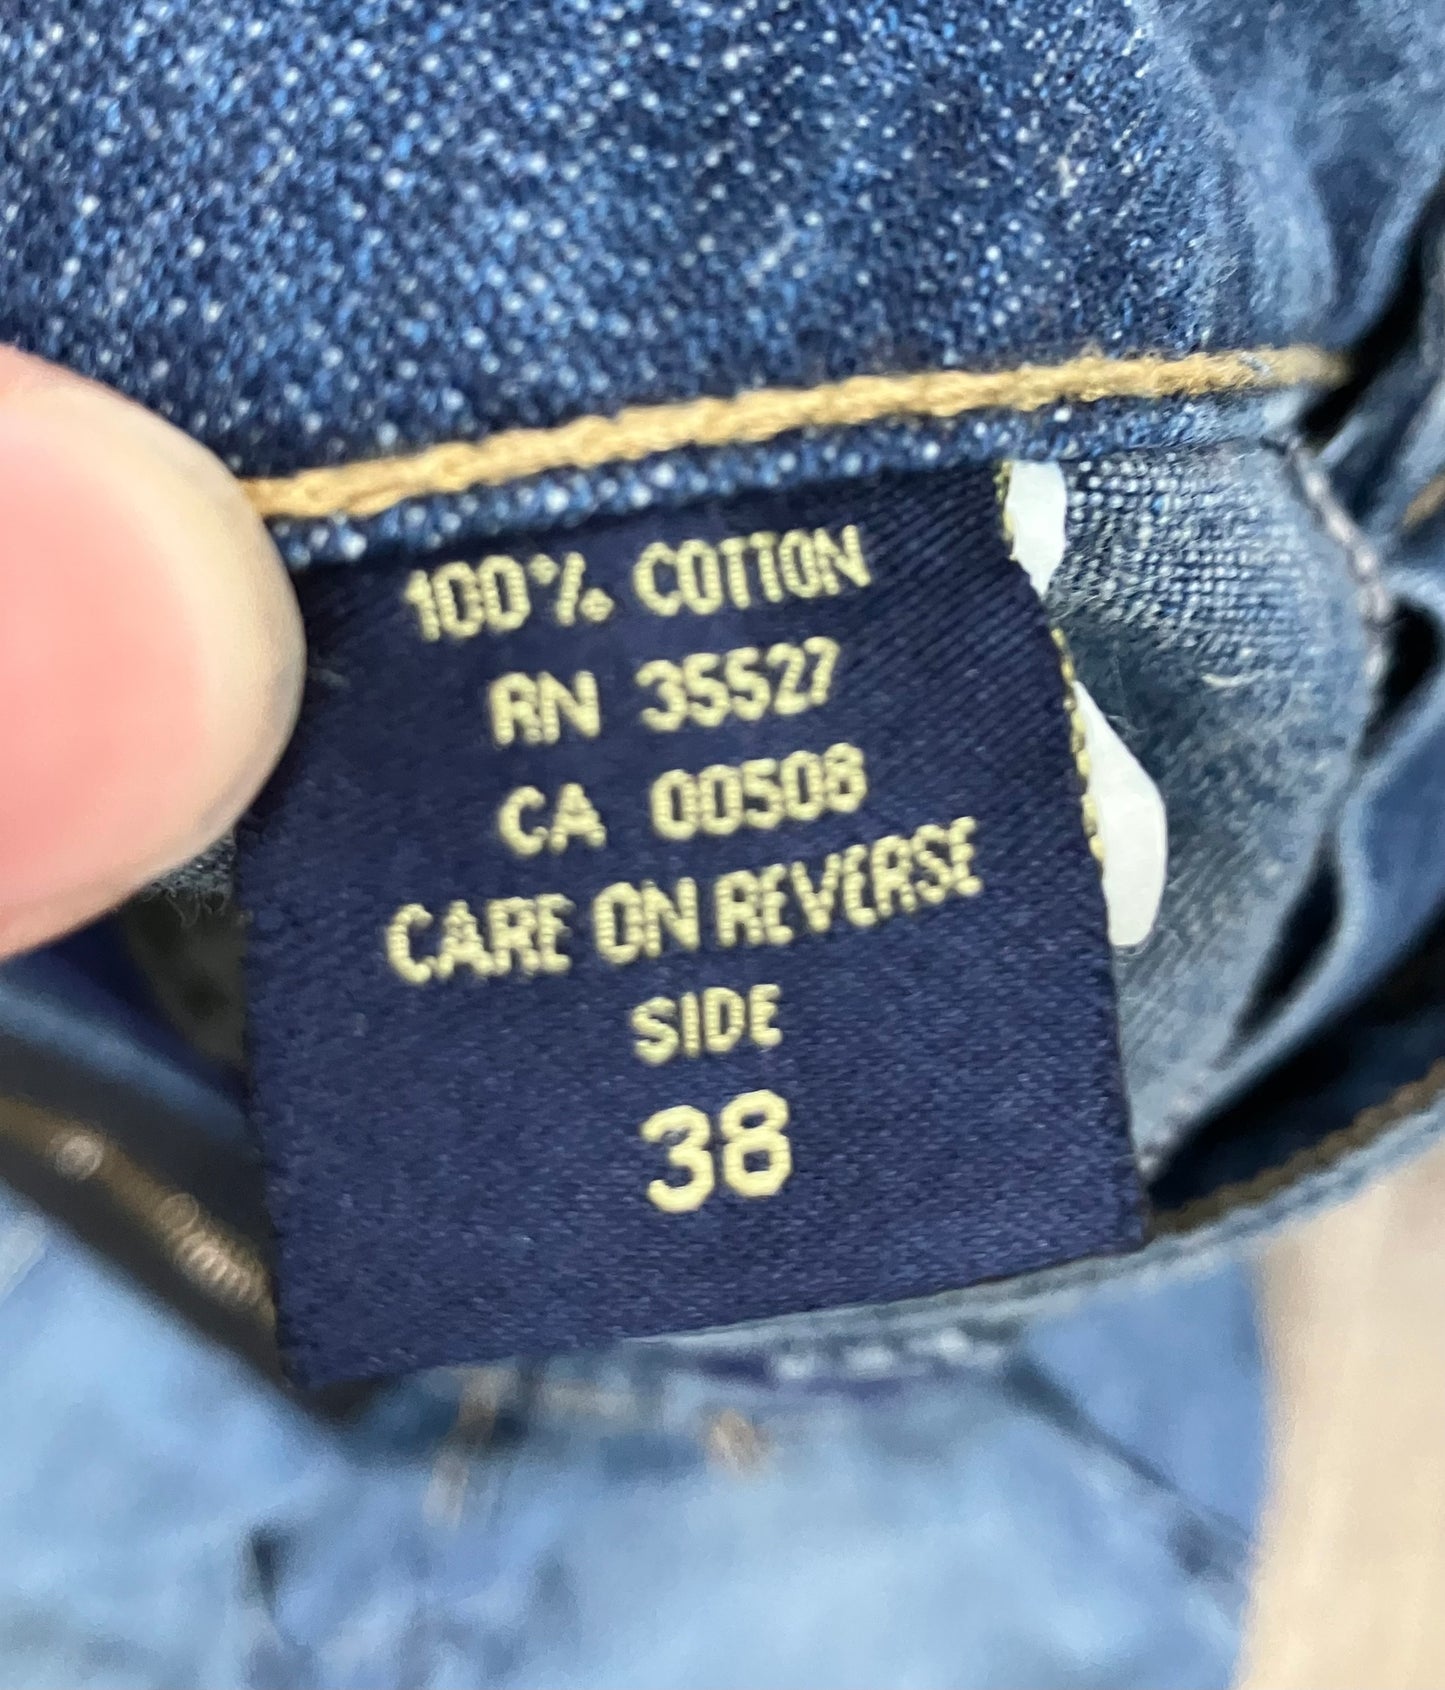 100% COTTON
RN 35527
CA 00508
CARE ON REVERSE
SIDE
38